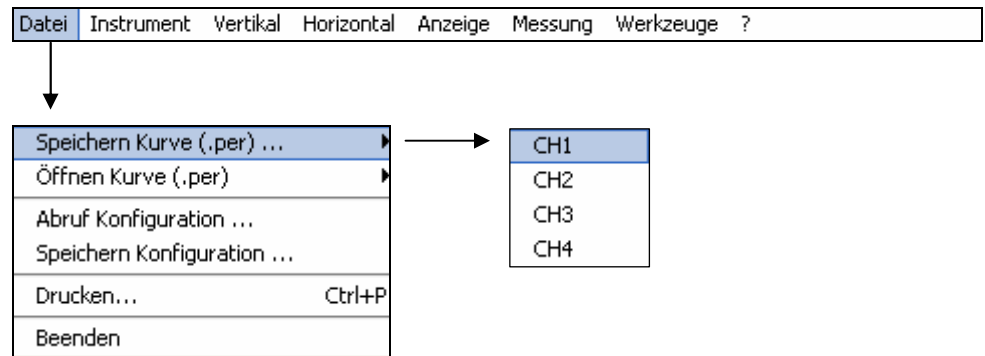 Datei Instrument Vertikal Horizontal Anzeige Messung Werkzeuge ?
Speichern Kurve (.per) ...
Öffnen Kurve (.per)
Abruf Konfiguration ...
Speichern Konfiguration ...
Drucken... Ctrl+P
Beenden
CH1
CH2
CH3
CH4